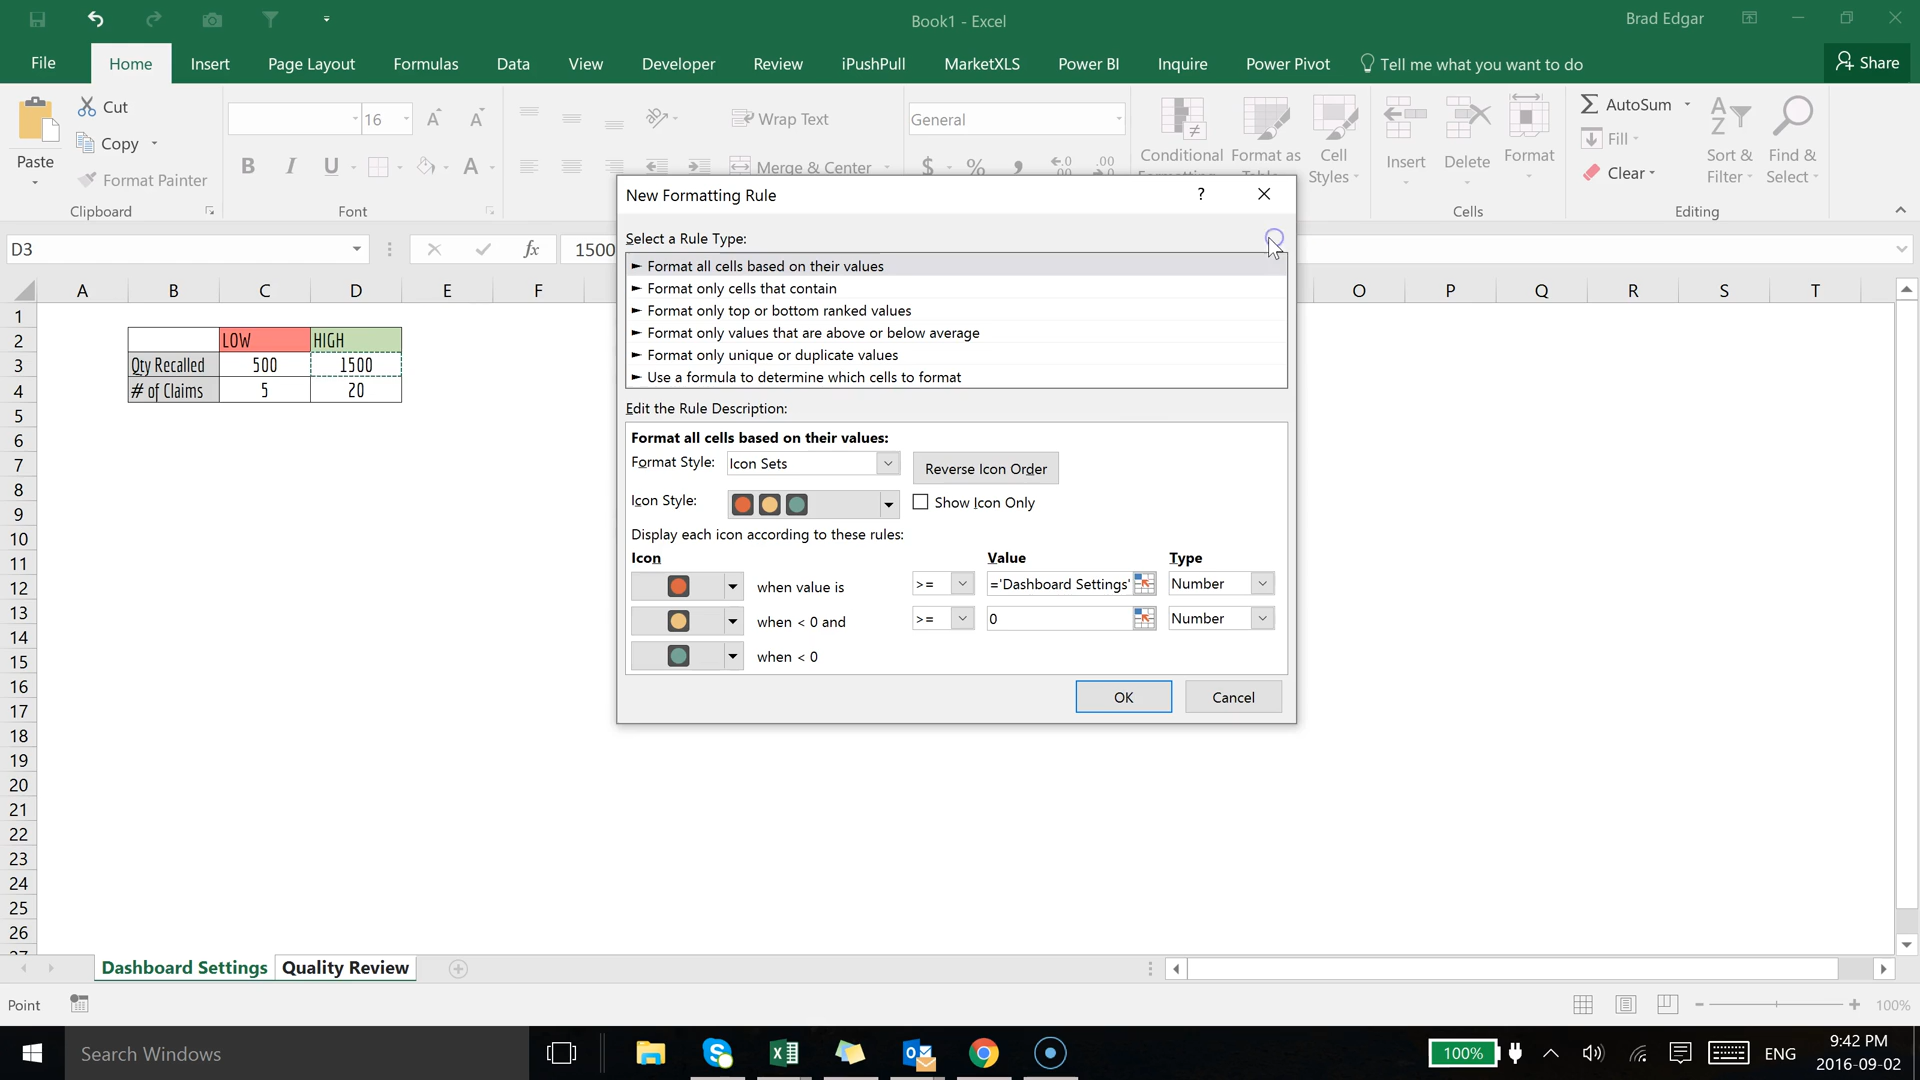 Book1 - Excel
Brad Edgar
File Home Insert Page Layout Formulas Data View Developer Review iPushPull MarketXLS Power BI Inquire Power Pivot Tell me what you want to do Share
Paste
Cut
Copy
Format Painter
Clipboard
16
B I U
Font
Wrap Text
Merge & Center
General
$ %
Conditional
Format as
Cell
Styles
Insert
Delete
Format
Cells
AutoSum
Fill
Clear
Sort &
Filter
Find &
Select
Editing
D3
fx
1500
A B C D E F O P Q R S T
1
2 LOW HIGH
3 Qty Recalled 500 1500
4 # of Claims 5 20
5
6
7
8
9
10
11
12
13
14
15
16
17
18
19
20
21
22
23
24
25
26
New Formatting Rule ?
Select a Rule Type:
► Format all cells based on their values
► Format only cells that contain
► Format only top or bottom ranked values
► Format only values that are above or below average
► Format only unique or duplicate values
► Use a formula to determine which cells to format
Edit the Rule Description:
Format all cells based on their values:
Format Style: Icon Sets Reverse Icon Order
Icon Style: Show Icon Only
Display each icon according to these rules:
Icon Value Type
when value is >= ='Dashboard Settings' Number
when < 0 and >= 0 Number
when < 0
OK Cancel
Dashboard Settings Quality Review
Point
100%
Search Windows
100%
ENG
9:42 PM
2016-09-02